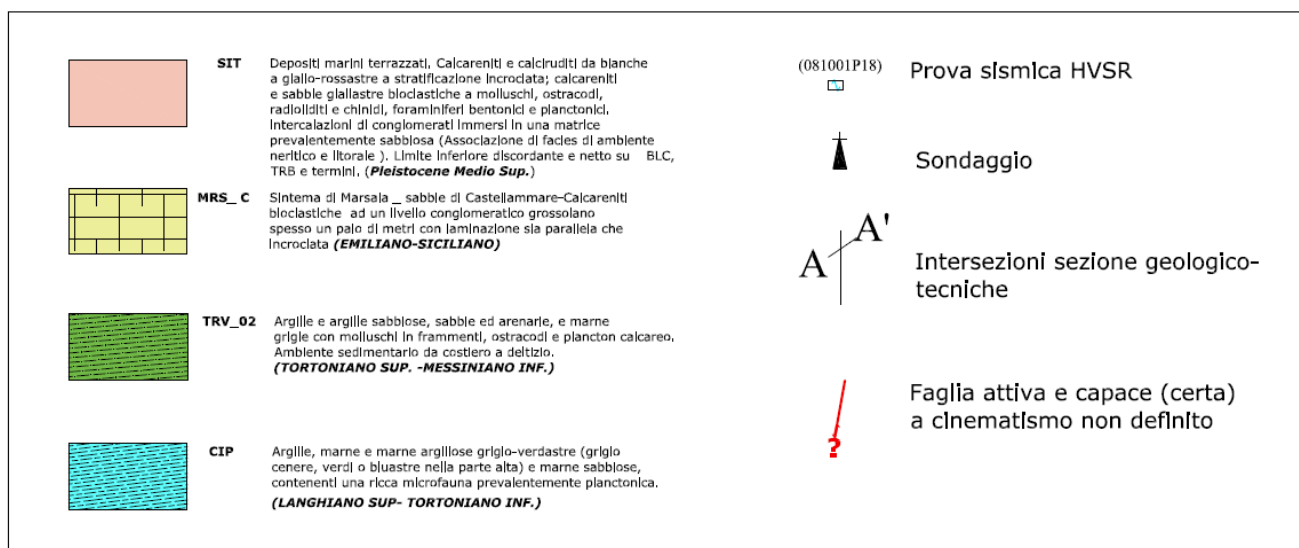 SIT
Depositi marini terrazzati. Calcareniti e calciruditi da bianche
a giallo-rossastre a stratificazione incrociata; calcareniti
e sabbie giallastre bioclastiche a molluschi, ostracodi,
radiolitidi e chinidi, foraminiferi bentonici e planctonici.
Intercalazioni di conglomerati immersi in una matrice
prevalentemente sabbiosa (Associazione di facies di ambiente
neritico e litorale ). Limite inferiore discordante e netto su BLC,
TRB e termini. (Pleistocene Medio Sup.)
MRS_ C
Sintema di Marsala _ sabbie di Castellammare-Calcareniti
bioclastiche ad un livello conglomeratico grossolano
spesso un paio di metri con laminazione sia parallela che
incrociata (EMILIANO-SICILIANO)
TRV_02
Argille e argille sabbiose, sabbie ed arenarie, e marne
grigie con molluschi in frammenti, ostracodi e plancton calcareo.
Ambiente sedimentario da costiero a deltizio.
(TORTONIANO SUP. -MESSINIANO INF.)
CIP
Argille, marne e marne argillose grigio-verdastre (grigio
cenere, verdi o bluastre nella parte alta) e marne sabbiose,
contenenti una ricca microfauna prevalentemente planctonica.
(LANGHIANO SUP- TORTONIANO INF.)
(081001P18)
Prova sismica HVSR
Sondaggio
A A'
Intersezioni sezione geologico-
tecniche
Faglia attiva e capace (certa)
a cinematismo non definito
?